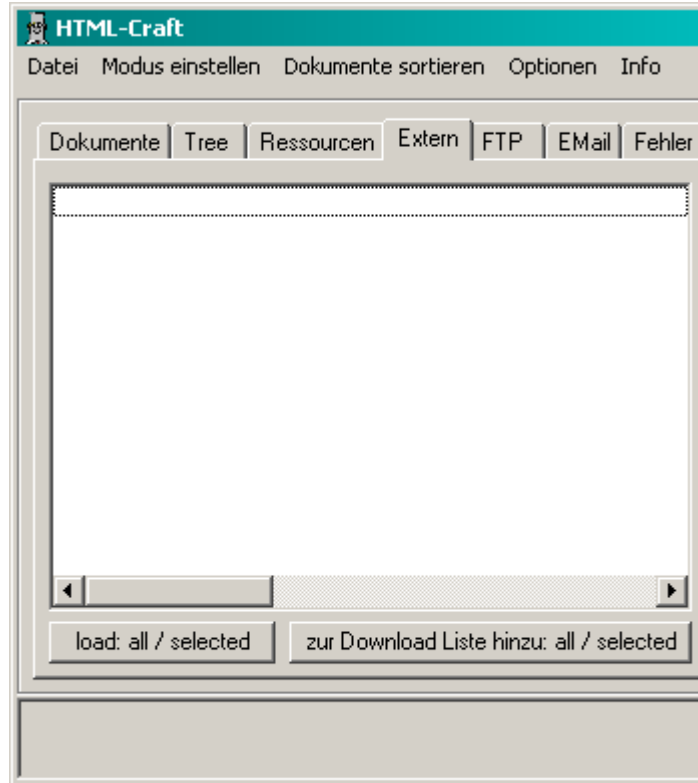 HTML-Craft
Datei Modus einstellen Dokumente sortieren Optionen Info
Dokumente Tree Ressourcen Extern FTP EMail Fehler
load: all / selected zur Download Liste hinzu: all / selected